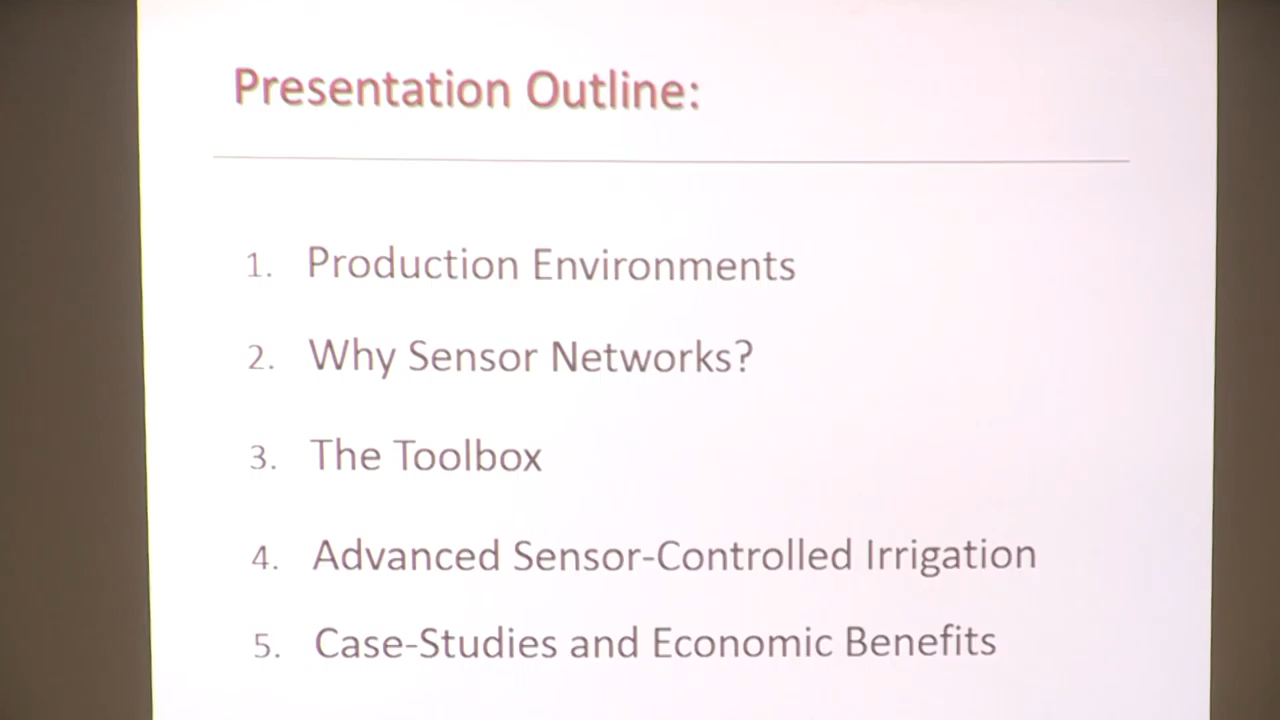 Presentation Outline:
1. Production Environments
2. Why Sensor Networks?
3. The Toolbox
4. Advanced Sensor-Controlled Irrigation
5. Case-Studies and Economic Benefits